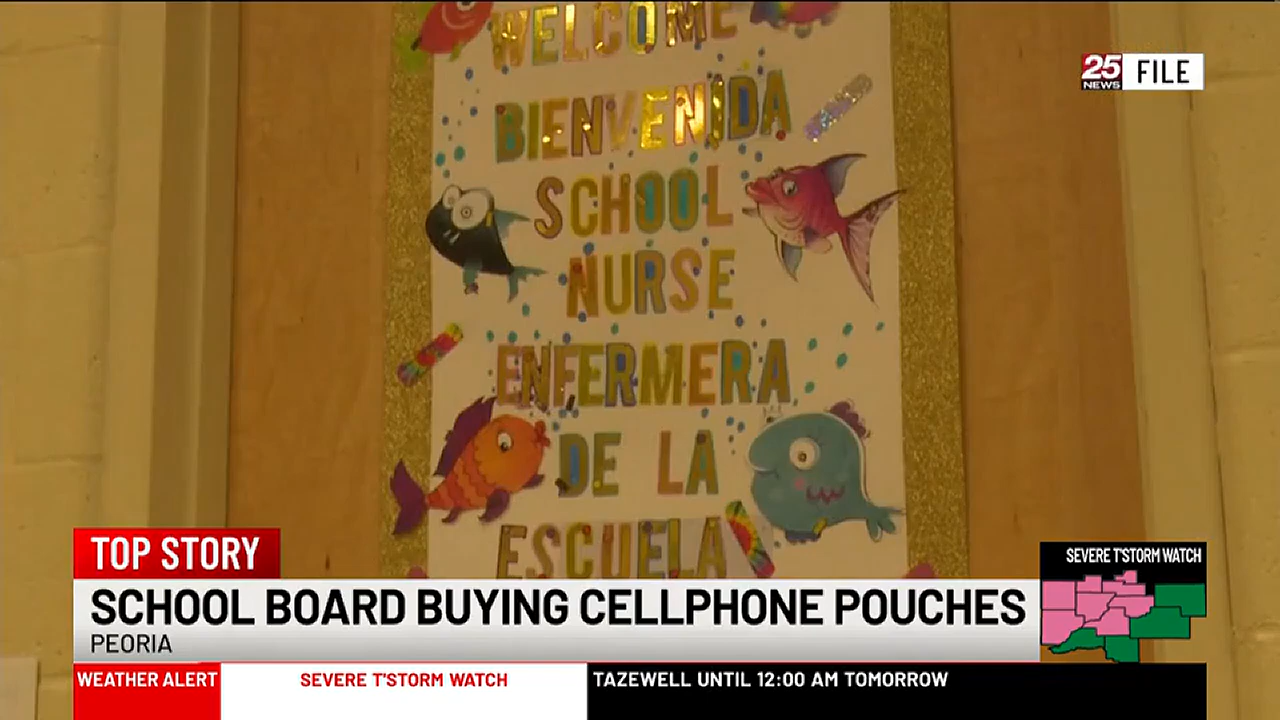 WELCOME
BIENVENIDA
SCHOOL
NURSE
ENFERMERA
DE LA
ESCUELA
25
NEWS
FILE
TOP STORY
SCHOOL BOARD BUYING CELLPHONE POUCHES
PEORIA
SEVERE T'STORM WATCH
WEATHER ALERT
SEVERE T'STORM WATCH
TAZEWELL UNTIL 12:00 AM TOMORROW